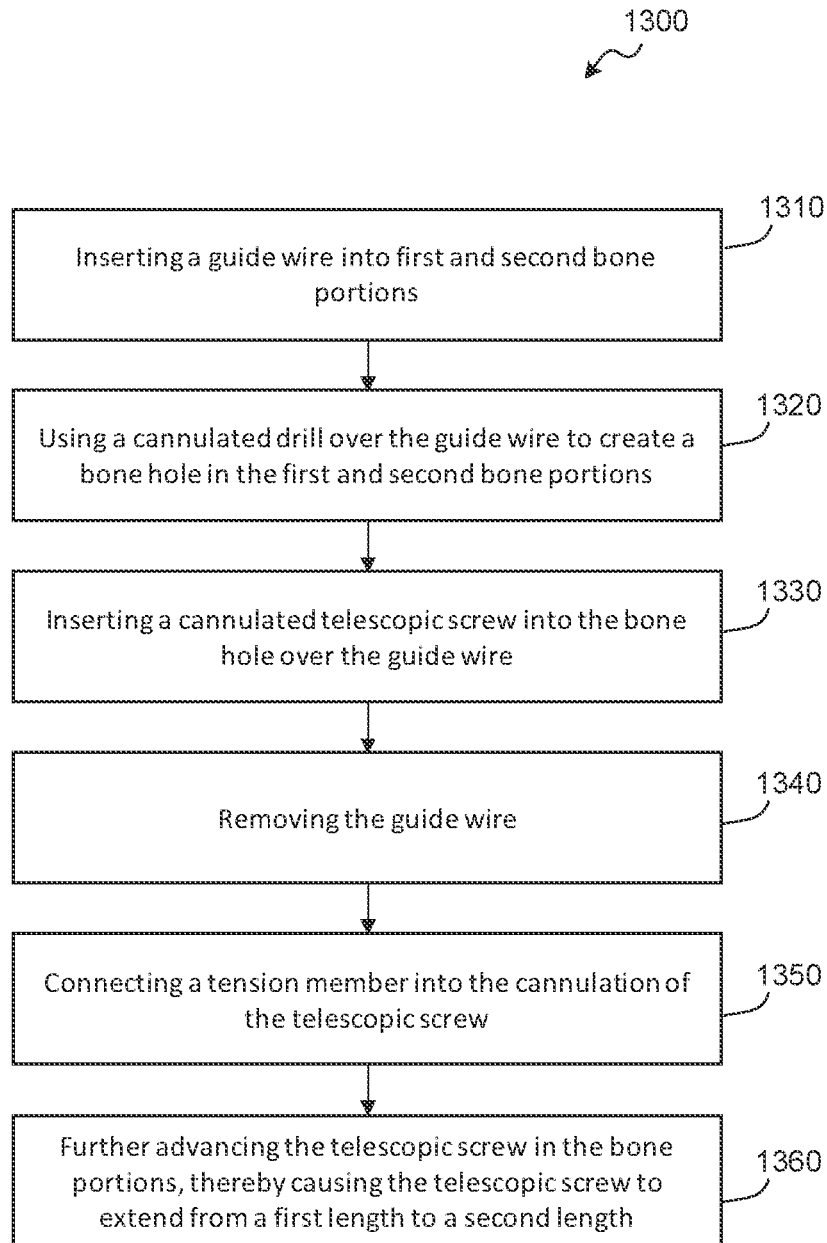 1300
1310
Inserting a guide wire into first and second bone
portions
1320
Using a cannulated drill over the guide wire to create a
bone hole in the first and second bone portions
1330
Inserting a cannulated telescopic screw into the bone
hole over the guide wire
1340
Removing the guide wire
1350
Connecting a tension member into the cannulation of
the telescopic screw
1360
Further advancing the telescopic screw in the bone
portions, thereby causing the telescopic screw to
extend from a first length to a second length